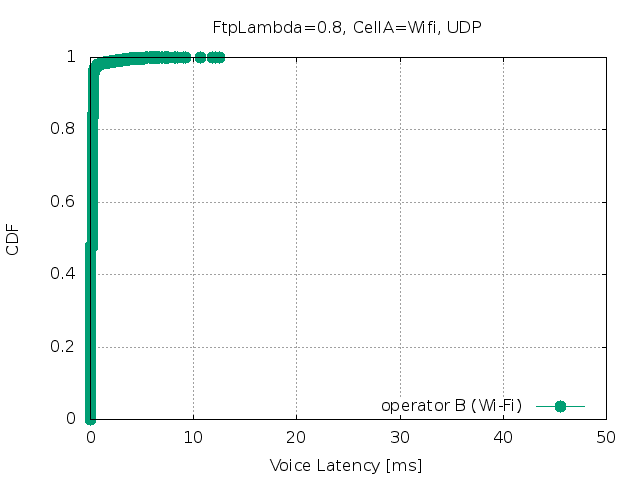 FtpLambda=0.8, CellA=Wifi, UDP
1
0.8
0.6
0.4
0.2
0
CDF
operator B (Wi-Fi)
0 10 20 30 40 50
Voice Latency [ms]